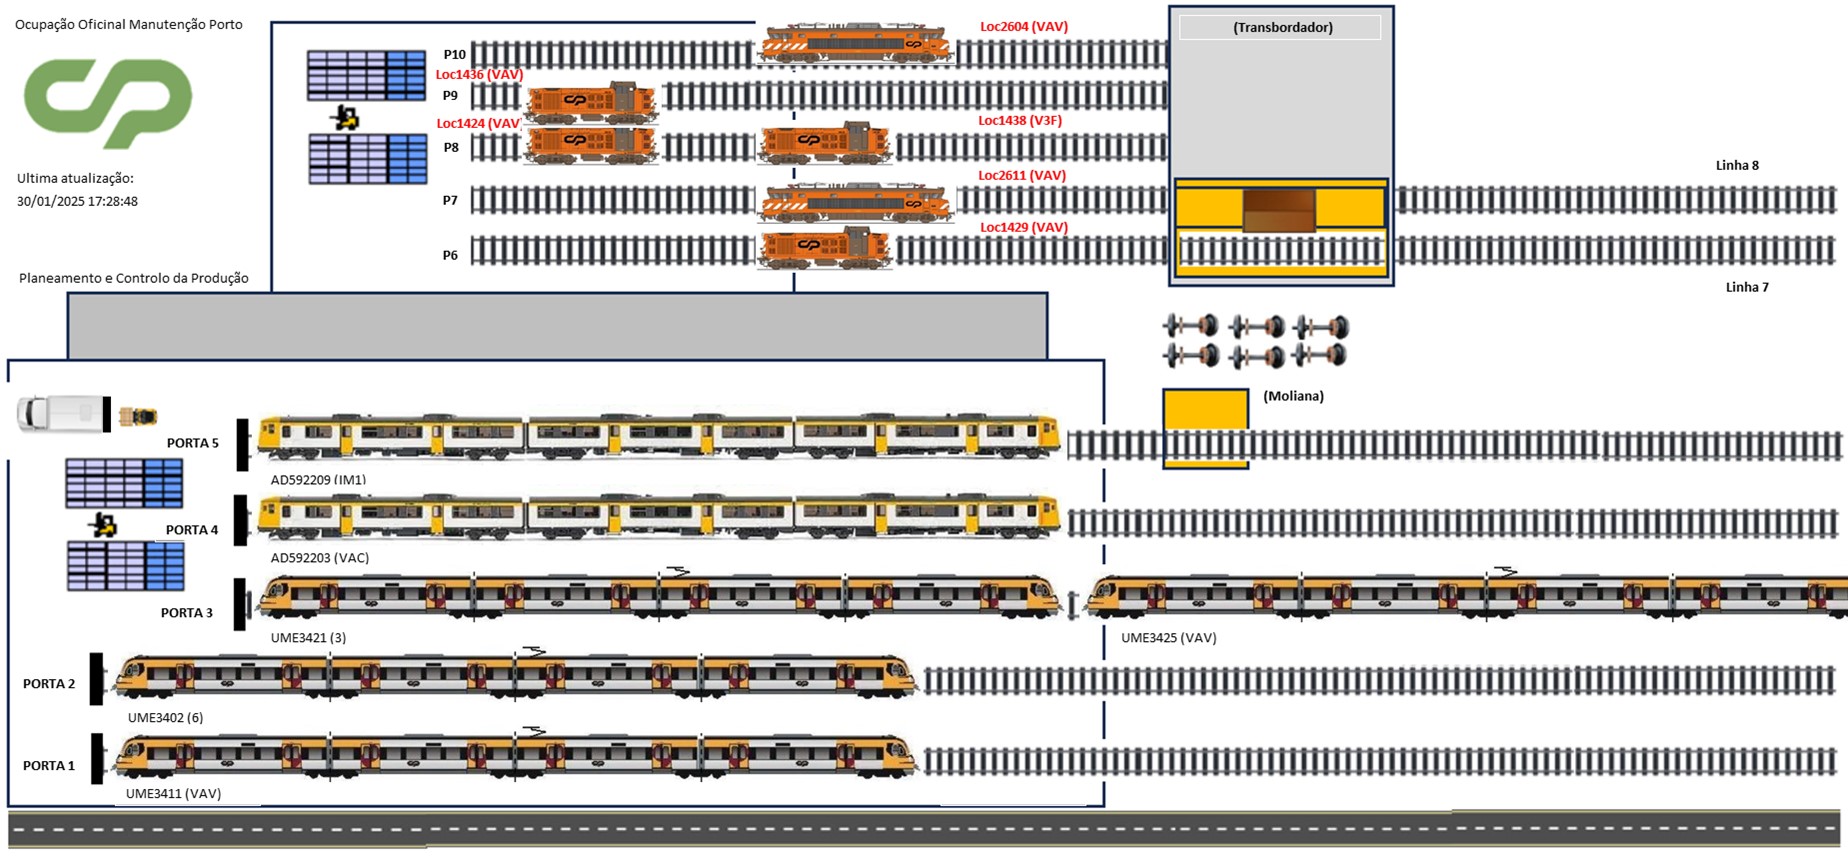 Ocupação Oficinal Manutenção Porto
Ultima atualização:
30/01/2025 17:28:48
Planeamento e Controlo da Produção
P10
Loc2604 (VAV)
(Transbordador)
Loc1436 (VAV)
P9
Loc1424 (VAV)
P8
Loc1438 (V3F)
P7
Loc2611 (VAV)
Linha 8
P6
Loc1429 (VAV)
Linha 7
(Moliana)
PORTA 5
AD592209 (IM1)
PORTA 4
AD592203 (VAC)
PORTA 3
UME3421 (3)
UME3425 (VAV)
PORTA 2
UME3402 (6)
PORTA 1
UME3411 (VAV)